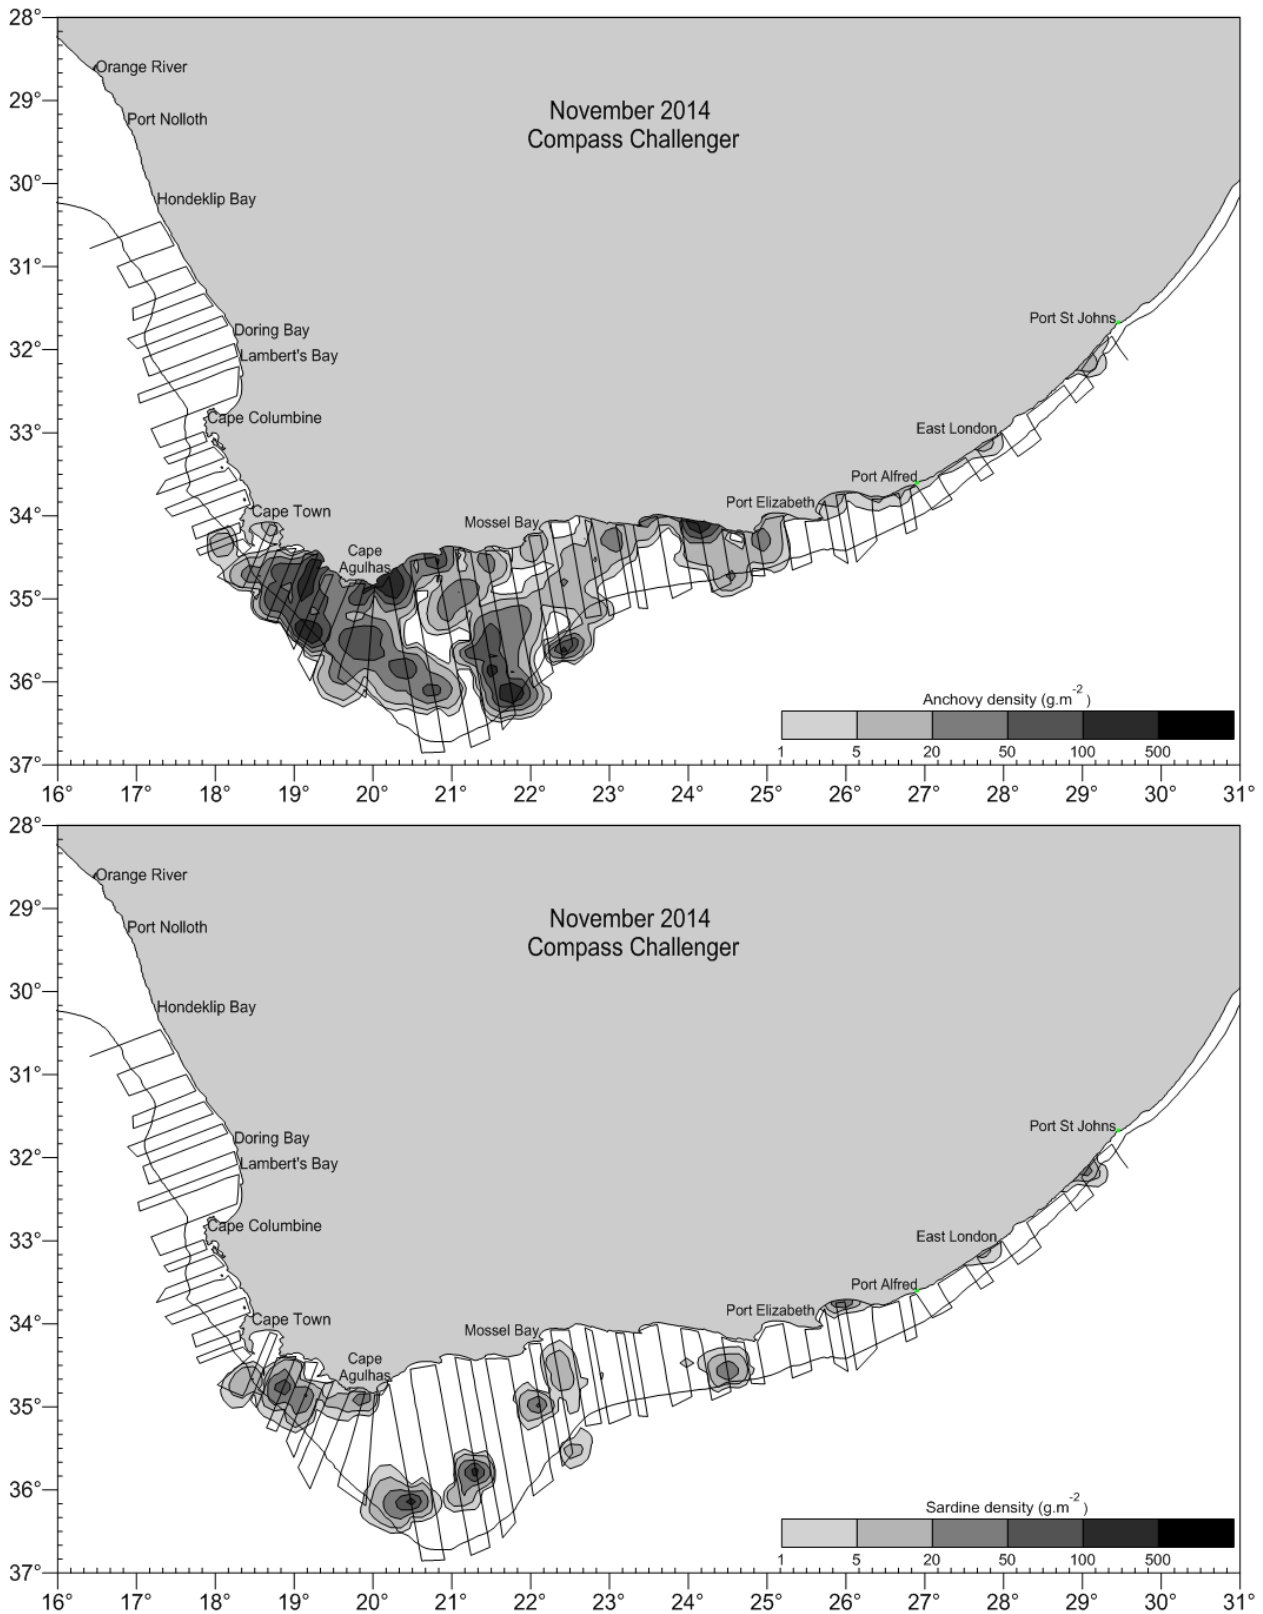 28°
Orange River
29°
November 2014
Port Nolloth
Compass Challenger
30°
Hondeklip Bay
31°
Port St Johns
Doring Bay
32°
Lambert's Bay
Cape Columbine
33°
East London
Port Alfred
Port Elizabeth
Cape Town
34°
Mossel Bay
Cape
Agulhas
35°
36°
Anchovy density (g.m-2)
1 5 20 50 100 500
37°
16° 17° 18° 19° 20° 21° 22° 23° 24° 25° 26° 27° 28° 29° 30° 31°
28°
Orange River
29°
November 2014
Port Nolloth
Compass Challenger
30°
Hondeklip Bay
31°
Port St Johns
Doring Bay
32°
Lambert's Bay
Cape Columbine
33°
East London
Port Alfred
Port Elizabeth
Cape Town
34°
Mossel Bay
Cape
Agulhas
35°
36°
Sardine density (g.m-2)
1 5 20 50 100 500
37°
16° 17° 18° 19° 20° 21° 22° 23° 24° 25° 26° 27° 28° 29° 30° 31°